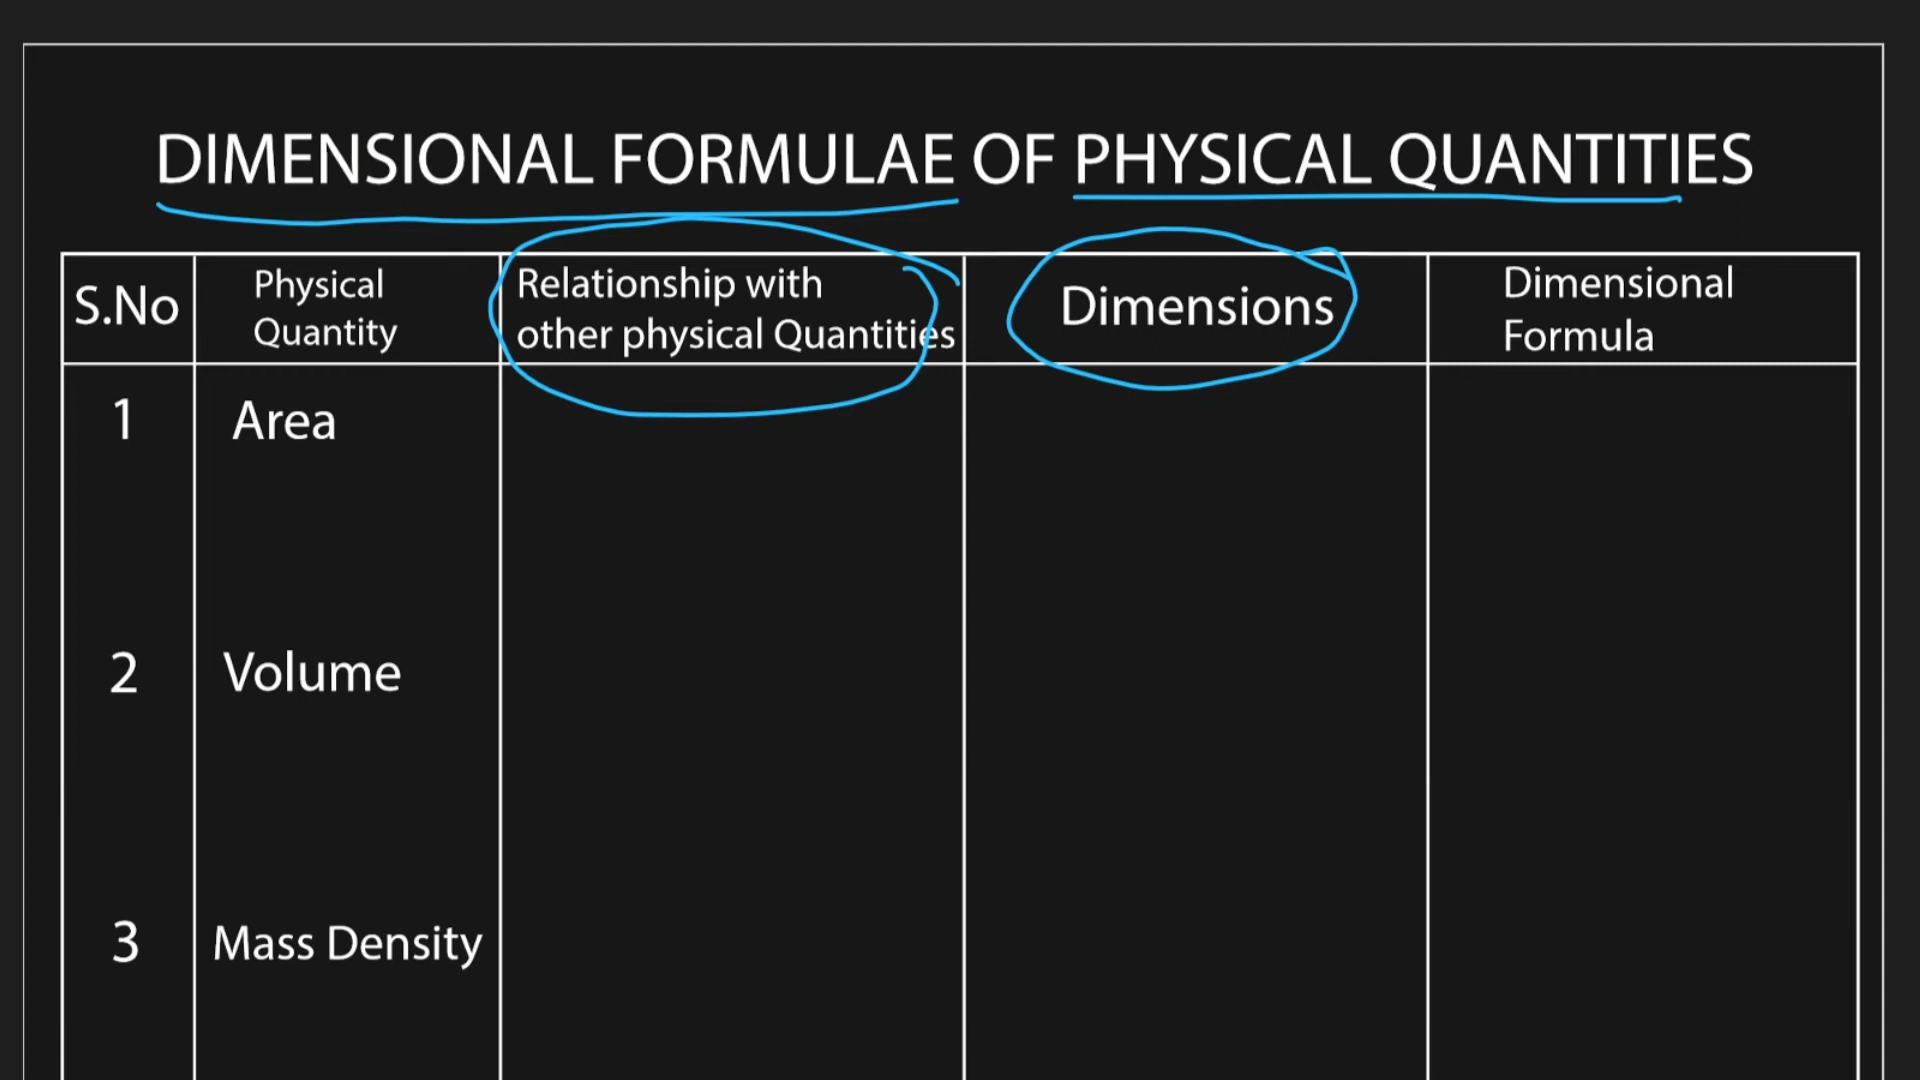 DIMENSIONAL FORMULAE OF PHYSICAL QUANTITIES
S.No
Physical
Quantity
Relationship with
other physical Quantities
Dimensions
Dimensional
Formula
1
Area
2
Volume
3
Mass Density